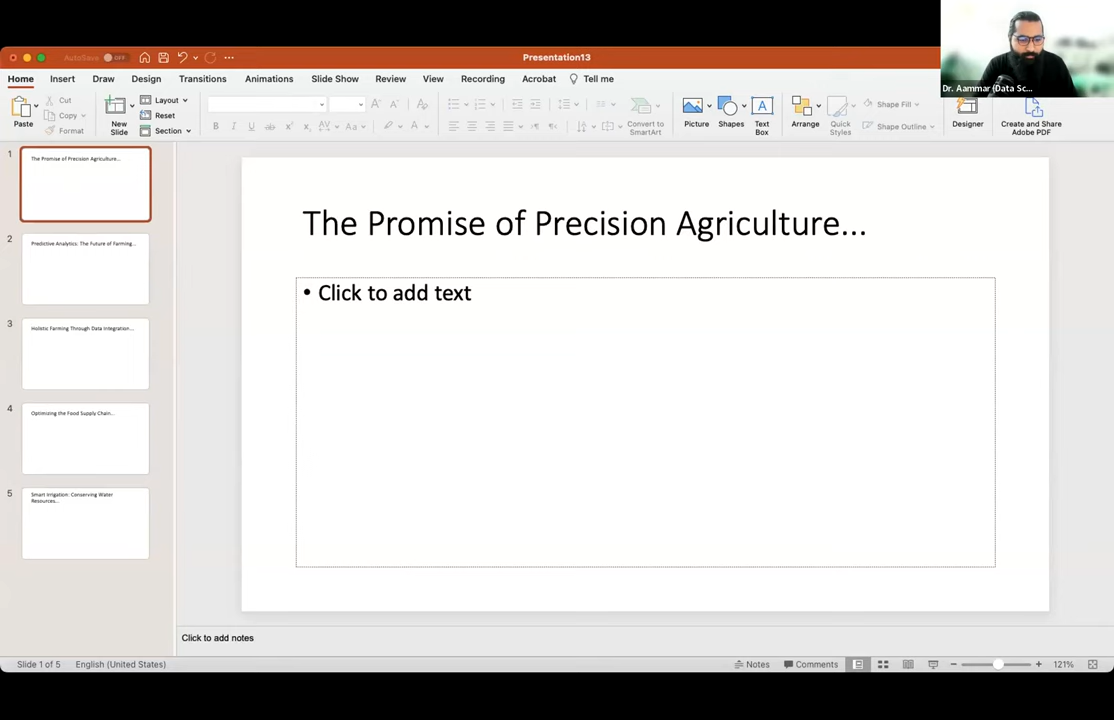 AutoSave OFF
Presentation13
Dr. Aammar (Data Sc...
Home Insert Draw Design Transitions Animations Slide Show Review View Recording Acrobat Tell me
Paste
Cut
Copy
Format
New
Slide
Layout
Reset
Section
Convert to
SmartArt
Picture
Shapes
Text
Box
Arrange
Quick
Styles
Shape Fill
Shape Outline
Designer
Create and Share
Adobe PDF
1
The Promise of Precision Agriculture...
2
Predictive Analytics: The Future of Farming...
3
Holistic Farming Through Data Integration...
4
Optimizing the Food Supply Chain...
5
Smart Irrigation: Conserving Water
Resources...
The Promise of Precision Agriculture...
• Click to add text
Click to add notes
Slide 1 of 5 English (United States) Notes Comments 121%